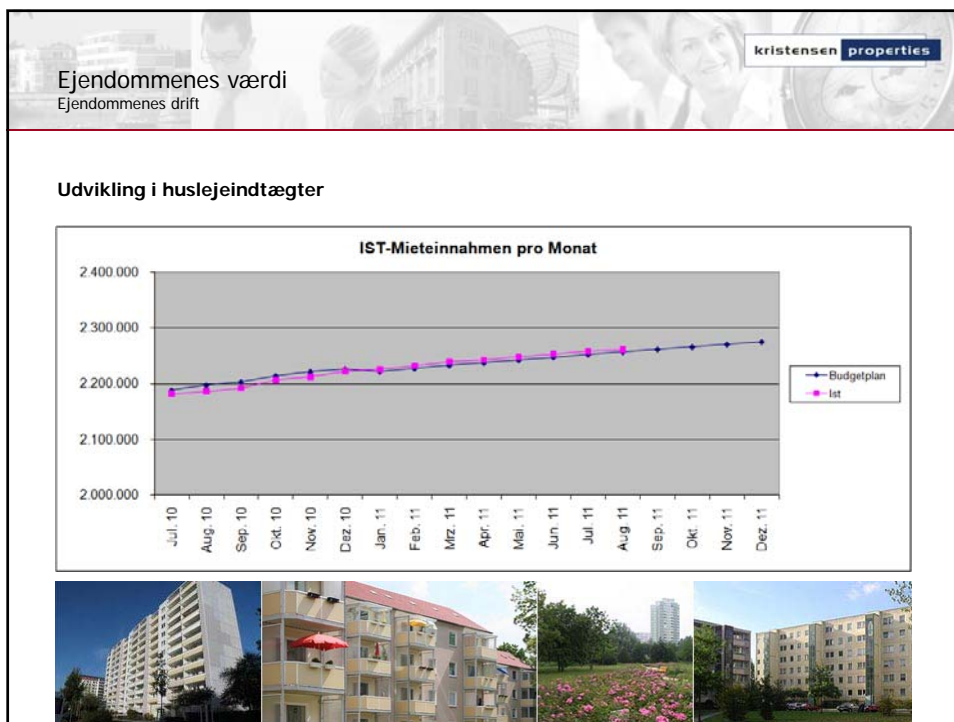 kristensen properties
Ejendommenes værdi
Ejendommenes drift
Udvikling i huslejeindtægter
IST-Mieteinnahmen pro Monat
2.400.000
2.300.000
2.200.000
2.100.000
2.000.000
Budgetplan
Ist
Jul. 10
Aug. 10
Sep. 10
Okt. 10
Nov. 10
Dez. 10
Jan. 11
Feb. 11
Mrz. 11
Apr. 11
Mai. 11
Jun. 11
Jul. 11
Aug. 11
Sep. 11
Okt. 11
Nov. 11
Dez. 11